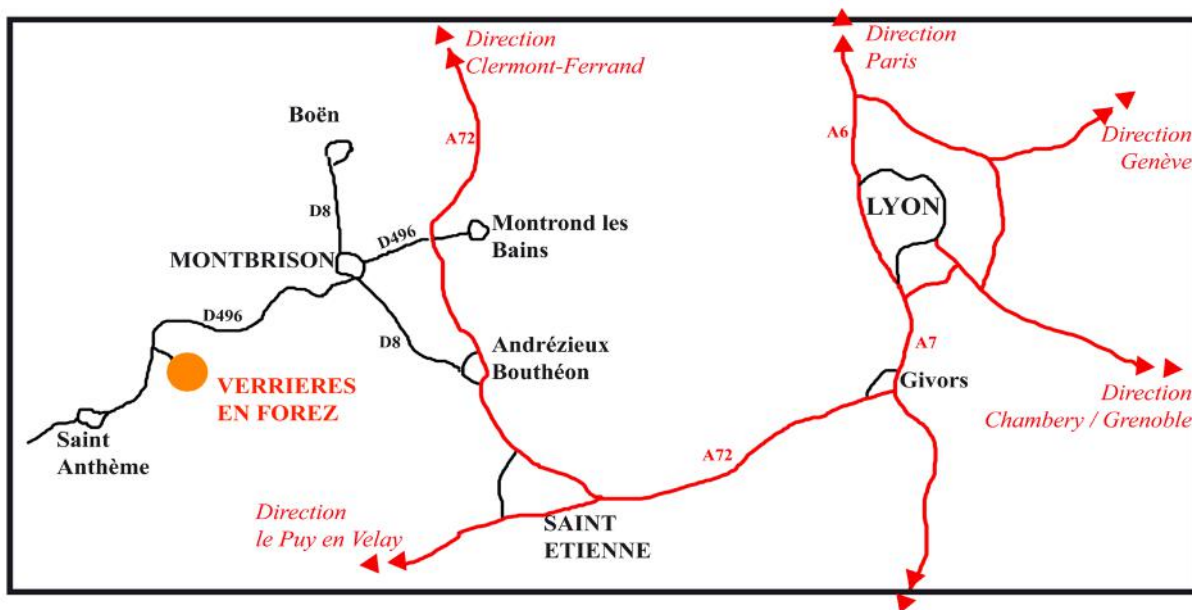 Direction
Clermont-Ferrand
Direction
Paris
Boën
A72
A6
Direction
Genève
D8
LYON
D496
Montrond les
Bains
MONTBRISON
D496
D8
Andrézieux
Bouthéon
A7
VERRIERES
EN FOREZ
Givors
Direction
Chambery / Grenoble
Saint
Anthème
A72
Direction
le Puy en Velay
SAINT
ETIENNE